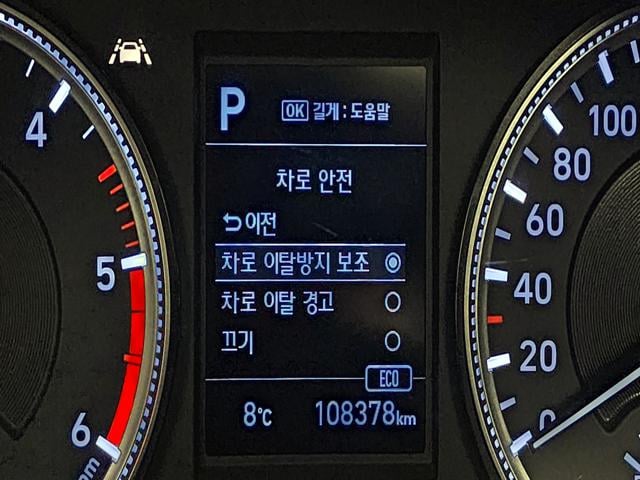 P
OK 길게 : 도움말
차로 안전
이전
차로 이탈방지 보조
차로 이탈 경고
끄기
ECO
8℃ 108378km
4
5
6
100
80
60
40
20
0